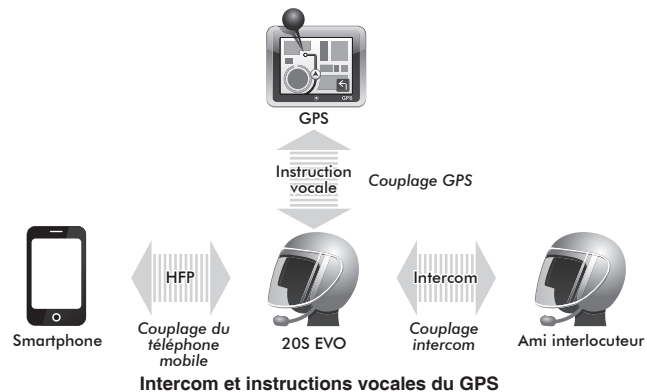 GPS
GPS
Instruction
vocale
Couplage GPS
HFP
Intercom
Smartphone
Couplage du
téléphone
mobile
20S EVO
Couplage
intercom
Ami interlocuteur
Intercom et instructions vocales du GPS